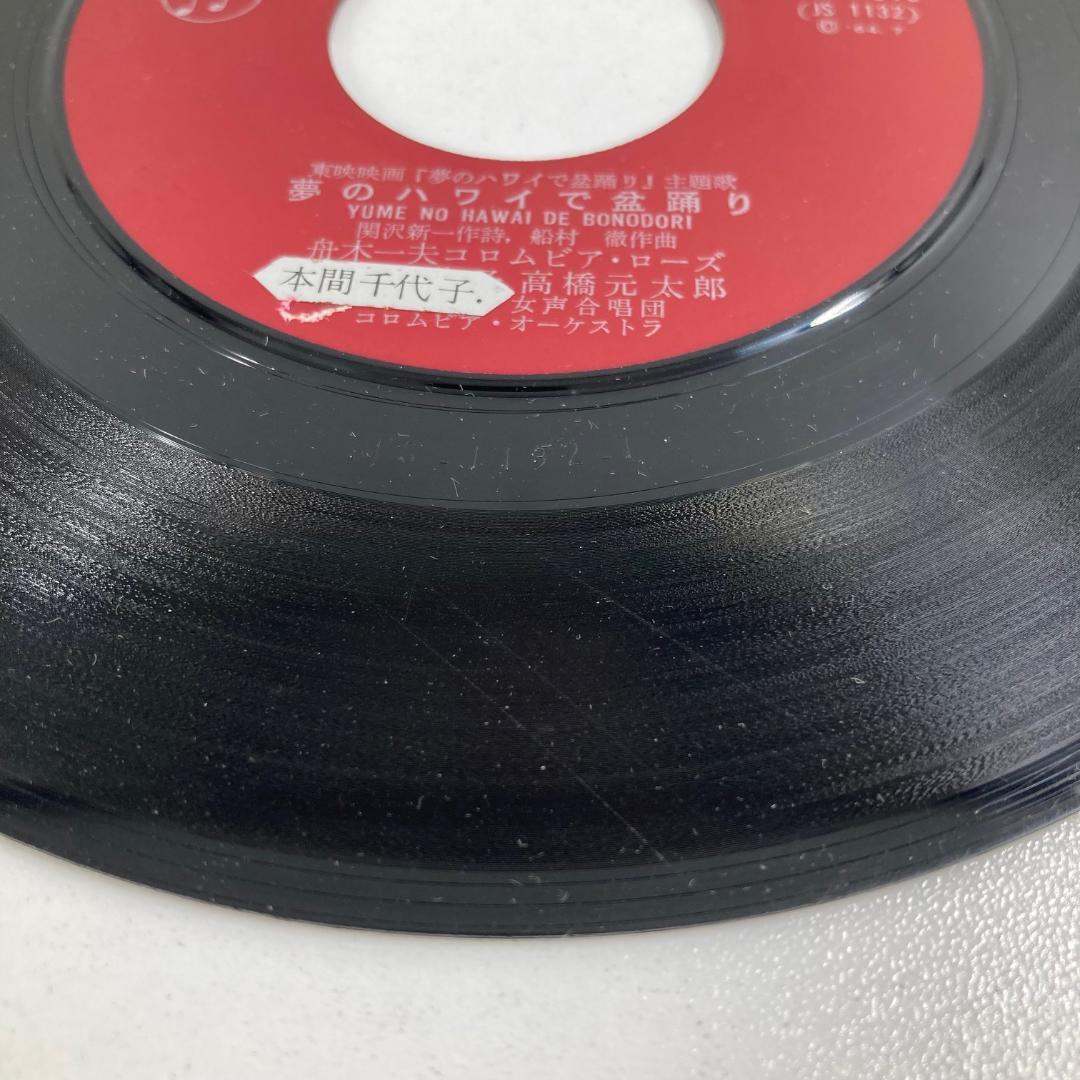 (JS 1132)
東映映画『夢のハワイで盆踊り』主題歌
夢のハワイで盆踊り
YUME NO HAWAI DE BONODORI
関沢新一作詩, 船村 徹作曲
舟木一夫コロムビア・ローズ
本間千代子. 高橋元太郎
女声合唱団
コロムビア・オーケストラ